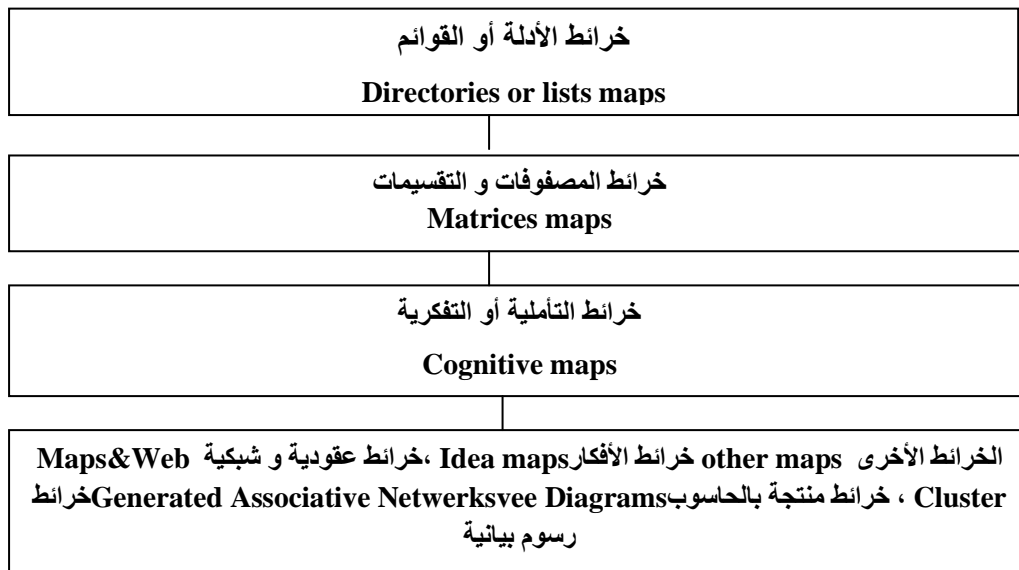 خرائط الأدلة أو القوائم
Directories or lists maps
خرائط المصفوفات و التقسيمات
Matrices maps
خرائط التأملية أو التفكرية
Cognitive maps
الخرائط الأخرى other maps خرائط الأفكارIdea maps ،خرائط عقودية و شبكية Maps&Web
Cluster ، خرائط منتجة بالحاسوبGenerated Associative Netwerksvee Diagramsخرائط
رسوم بيانية